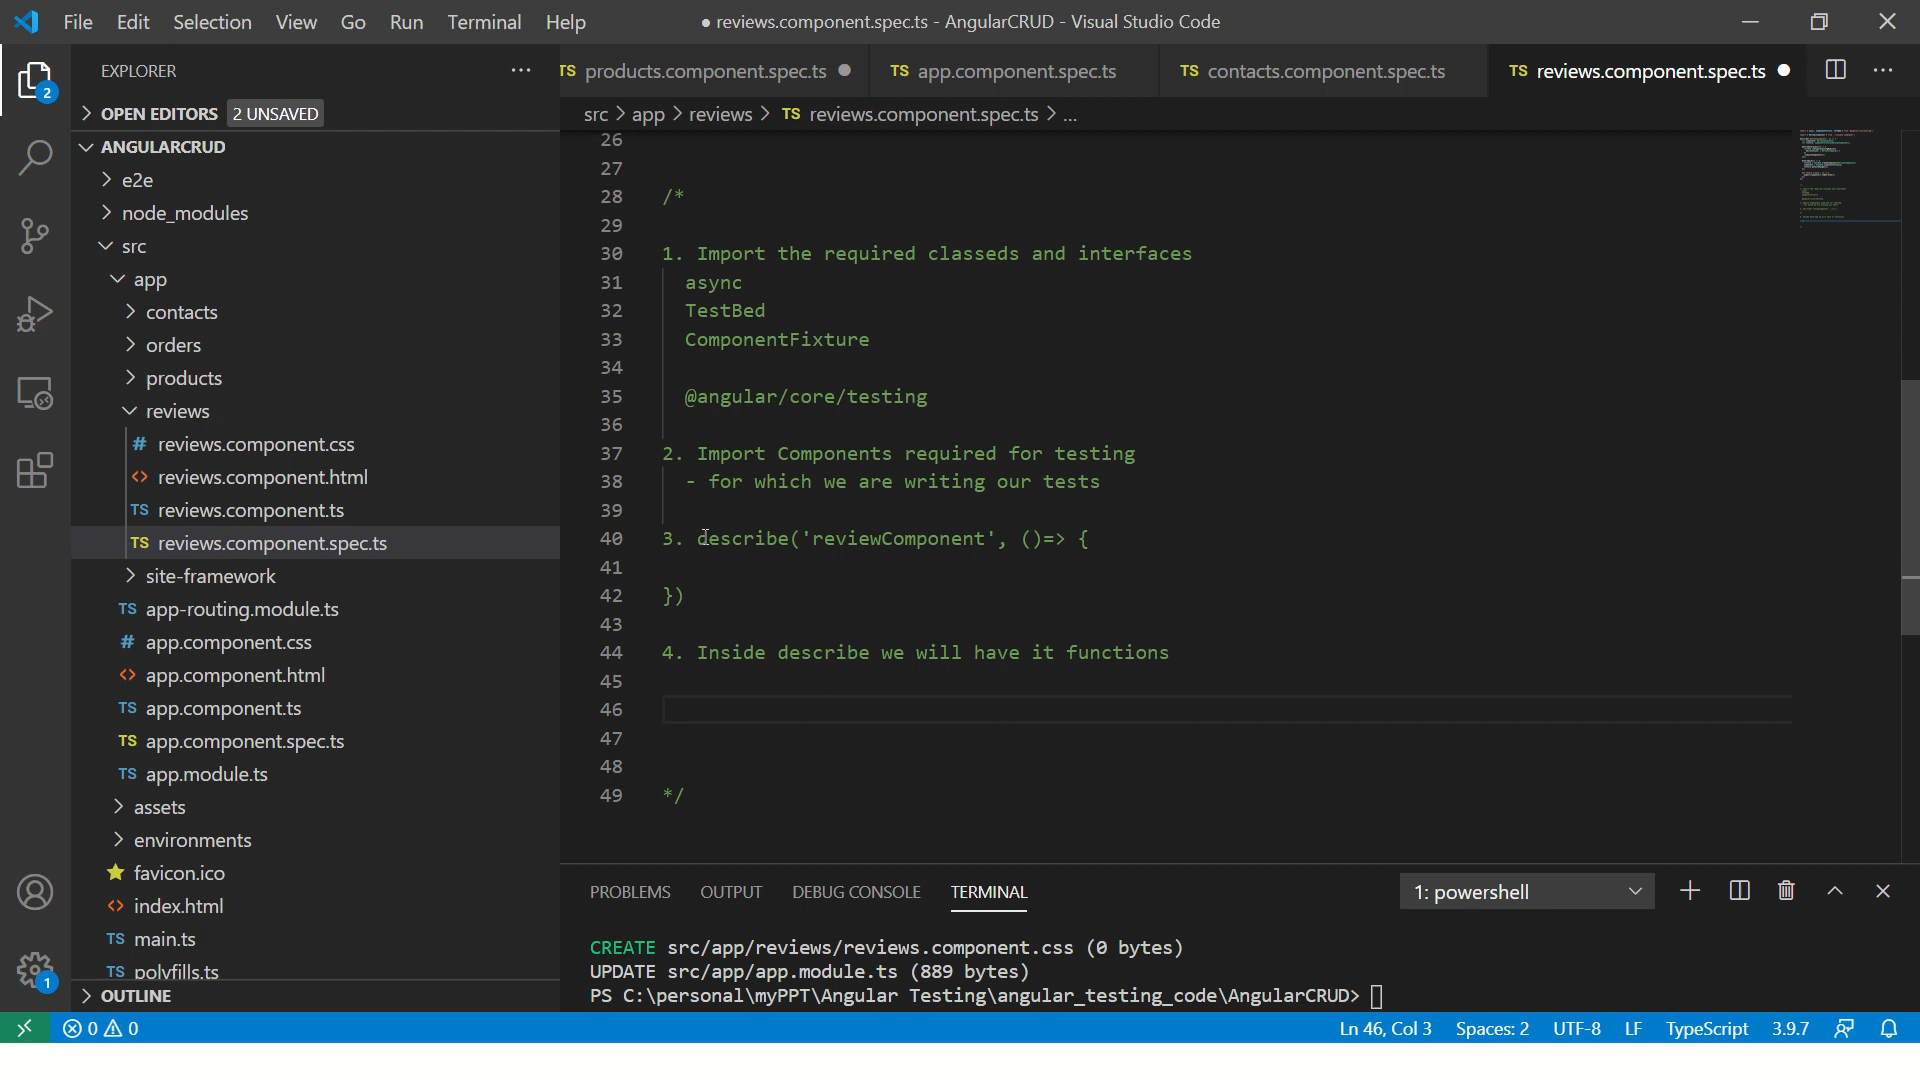 File Edit Selection View Go Run Terminal Help
● reviews.component.spec.ts - AngularCRUD - Visual Studio Code
2
EXPLORER
OPEN EDITORS 2 UNSAVED
ANGULARCRUD
e2e
node_modules
src
app
contacts
orders
products
reviews
# reviews.component.css
<> reviews.component.html
TS reviews.component.ts
TS reviews.component.spec.ts
site-framework
TS app-routing.module.ts
# app.component.css
<> app.component.html
TS app.component.ts
TS app.component.spec.ts
TS app.module.ts
assets
environments
favicon.ico
<> index.html
TS main.ts
TS polyfills.ts
OUTLINE
1
TS products.component.spec.ts
TS app.component.spec.ts
TS contacts.component.spec.ts
TS reviews.component.spec.ts
src > app > reviews > TS reviews.component.spec.ts > ...
26
27
28 /*
29
30 1. Import the required classeds and interfaces
31 async
32 TestBed
33 ComponentFixture
34
35 @angular/core/testing
36
37 2. Import Components required for testing
38 - for which we are writing our tests
39
40 3. describe('reviewComponent', ()=> {
41
42 })
43
44 4. Inside describe we will have it functions
45
46
47
48
49 */
PROBLEMS OUTPUT DEBUG CONSOLE TERMINAL
1: powershell
CREATE src/app/reviews/reviews.component.css (0 bytes)
UPDATE src/app/app.module.ts (889 bytes)
PS C:\personal\myPPT\Angular Testing\angular_testing_code\AngularCRUD>
0 0
Ln 46, Col 3 Spaces: 2 UTF-8 LF TypeScript 3.9.7